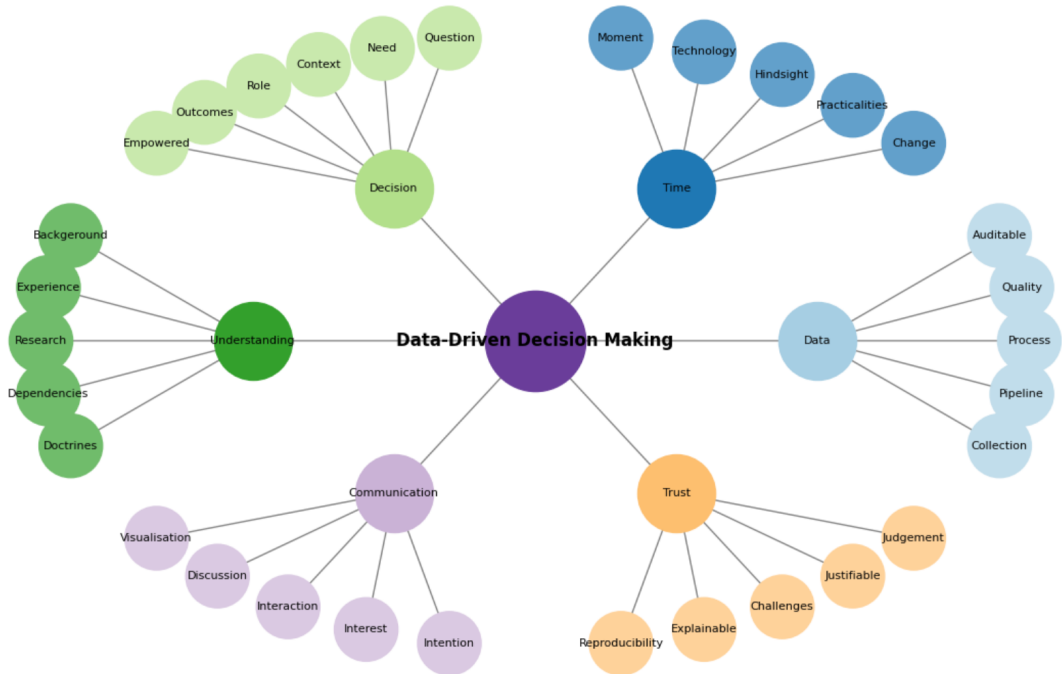 Question
Moment
Need
Technology
Context
Hindsight
Role
Practicalities
Outcomes
Empowered
Change
Decision
Time
Backgeround
Auditable
Experience
Quality
Research
Understanding
Data-Driven Decision Making
Data
Process
Dependencies
Pipeline
Doctrines
Collection
Communication
Trust
Visualisation
Judgement
Discussion
Justifiable
Interaction
Challenges
Interest
Explainable
Intention
Reproducibility